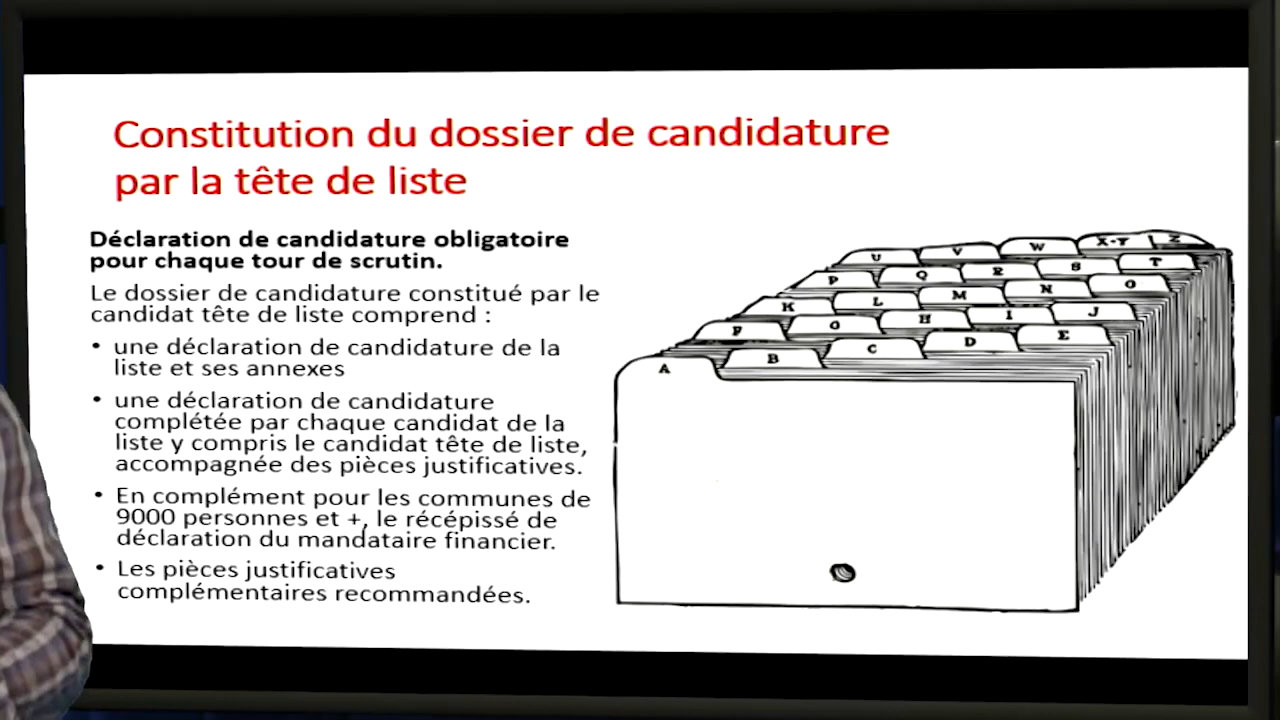 Constitution du dossier de candidature
par la tête de liste
Déclaration de candidature obligatoire
pour chaque tour de scrutin.
Le dossier de candidature constitué par le
candidat tête de liste comprend :
• une déclaration de candidature de la
liste et ses annexes
• une déclaration de candidature
complétée par chaque candidat de la
liste y compris le candidat tête de liste,
accompagnée des pièces justificatives.
• En complément pour les communes de
9000 personnes et +, le récépissé de
déclaration du mandataire financier.
• Les pièces justificatives
complémentaires recommandées.
U V W X-Y Z
P Q R S T
K L M N O
F G H I J
A B C D E